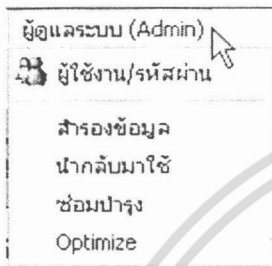 ผู้ดูแลระบบ (Admin)
ผู้ใช้งาน/รหัสผ่าน
สำรองข้อมูล
นำกลับมาใช้
ซ่อมบำรุง
Optimize